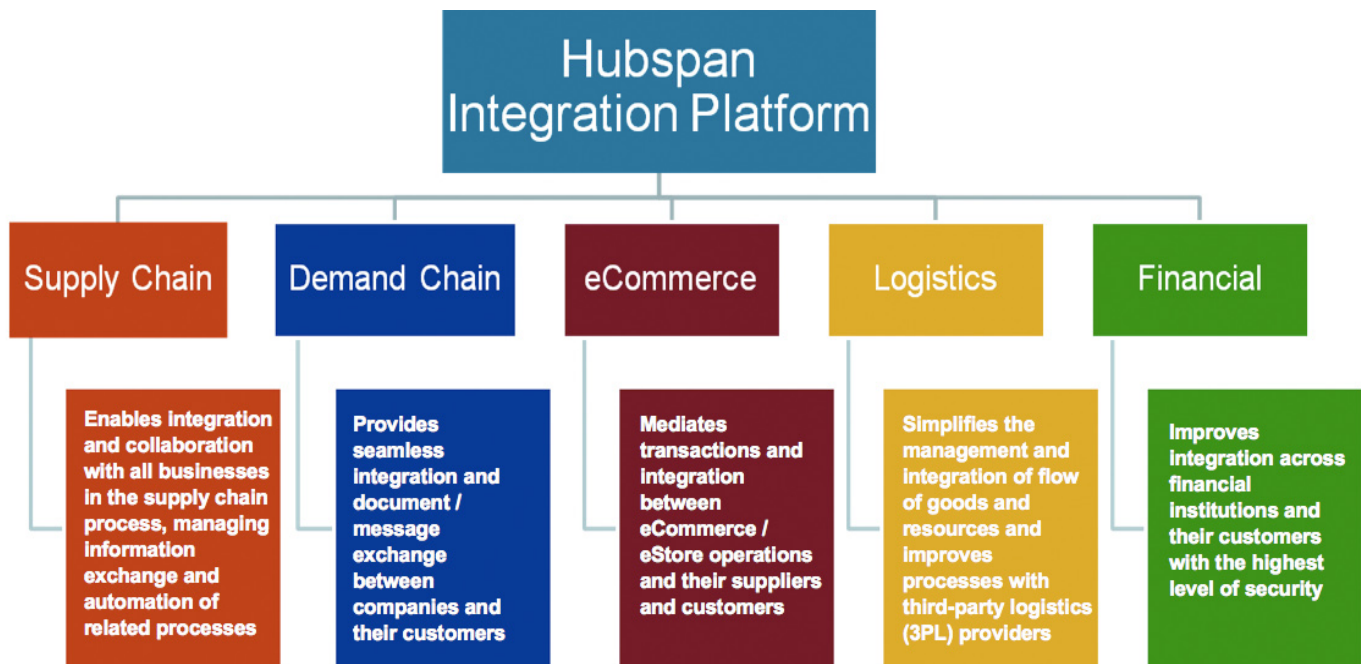 Hubspan
Integration Platform
Supply Chain
Demand Chain
eCommerce
Logistics
Financial
Enables integration
and collaboration
with all businesses
in the supply chain
process, managing
information
exchange and
automation of
related processes
Provides
seamless
integration and
document /
message
exchange
between
companies and
their customers
Mediates
transactions and
integration
between
eCommerce /
eStore operations
and their suppliers
and customers
Simplifies the
management and
integration of flow
of goods and
resources and
improves
processes with
third-party logistics
(3PL) providers
Improves
integration across
financial
institutions and
their customers
with the highest
level of security